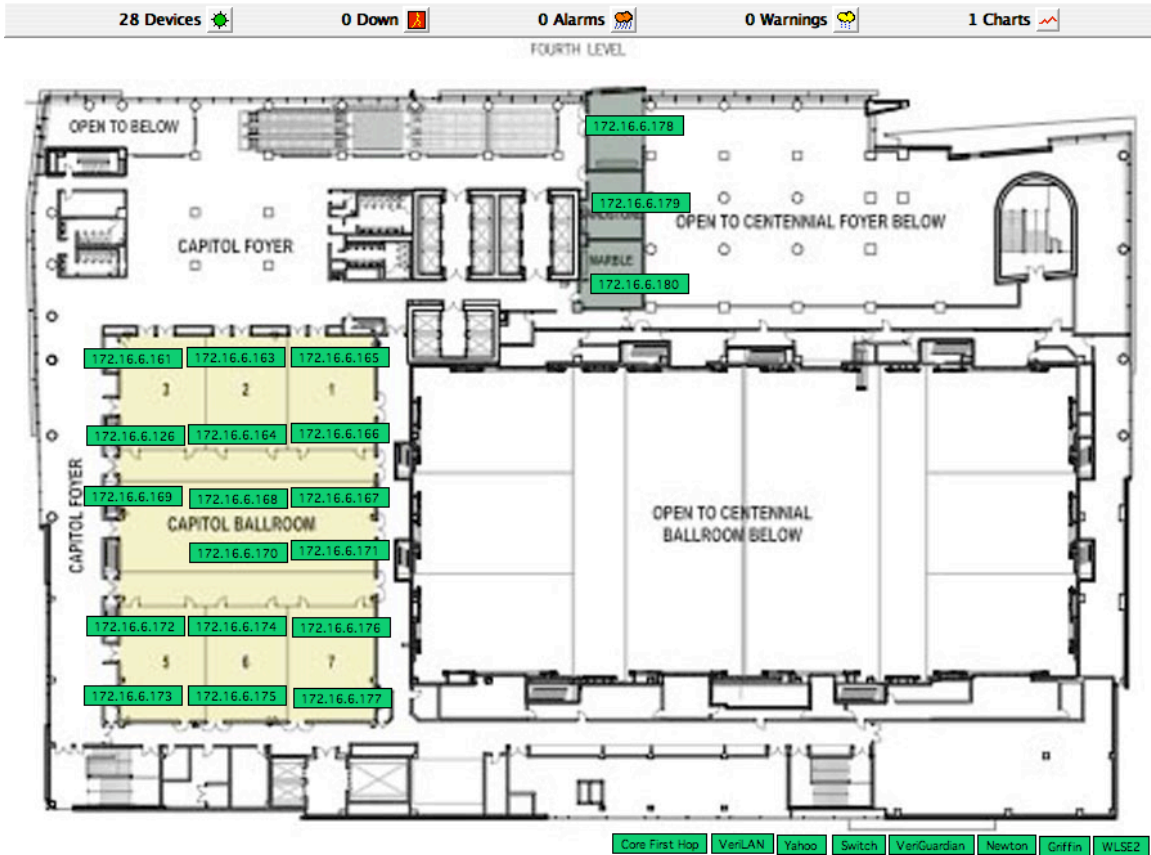 28 Devices 0 Down 0 Alarms 0 Warnings 1 Charts
FOURTH LEVEL
OPEN TO BELOW
172.16.6.178
172.16.6.179
OPEN TO CENTENNIAL FOYER BELOW
CAPITOL FOYER
MARBLE
172.16.6.180
172.16.6.161 172.16.6.163 172.16.6.165
3 2 1
172.16.6.126 172.16.6.164 172.16.6.166
172.16.6.169 172.16.6.168 172.16.6.167
CAPITOL FOYER
CAPITOL BALLROOM
OPEN TO CENTENNIAL
BALLROOM BELOW
172.16.6.170 172.16.6.171
172.16.6.172 172.16.6.174 172.16.6.176
5 6 7
172.16.6.173 172.16.6.175 172.16.6.177
Core First Hop VeriLAN Yahoo Switch VeriGuardian Newton Griffin WLSE2